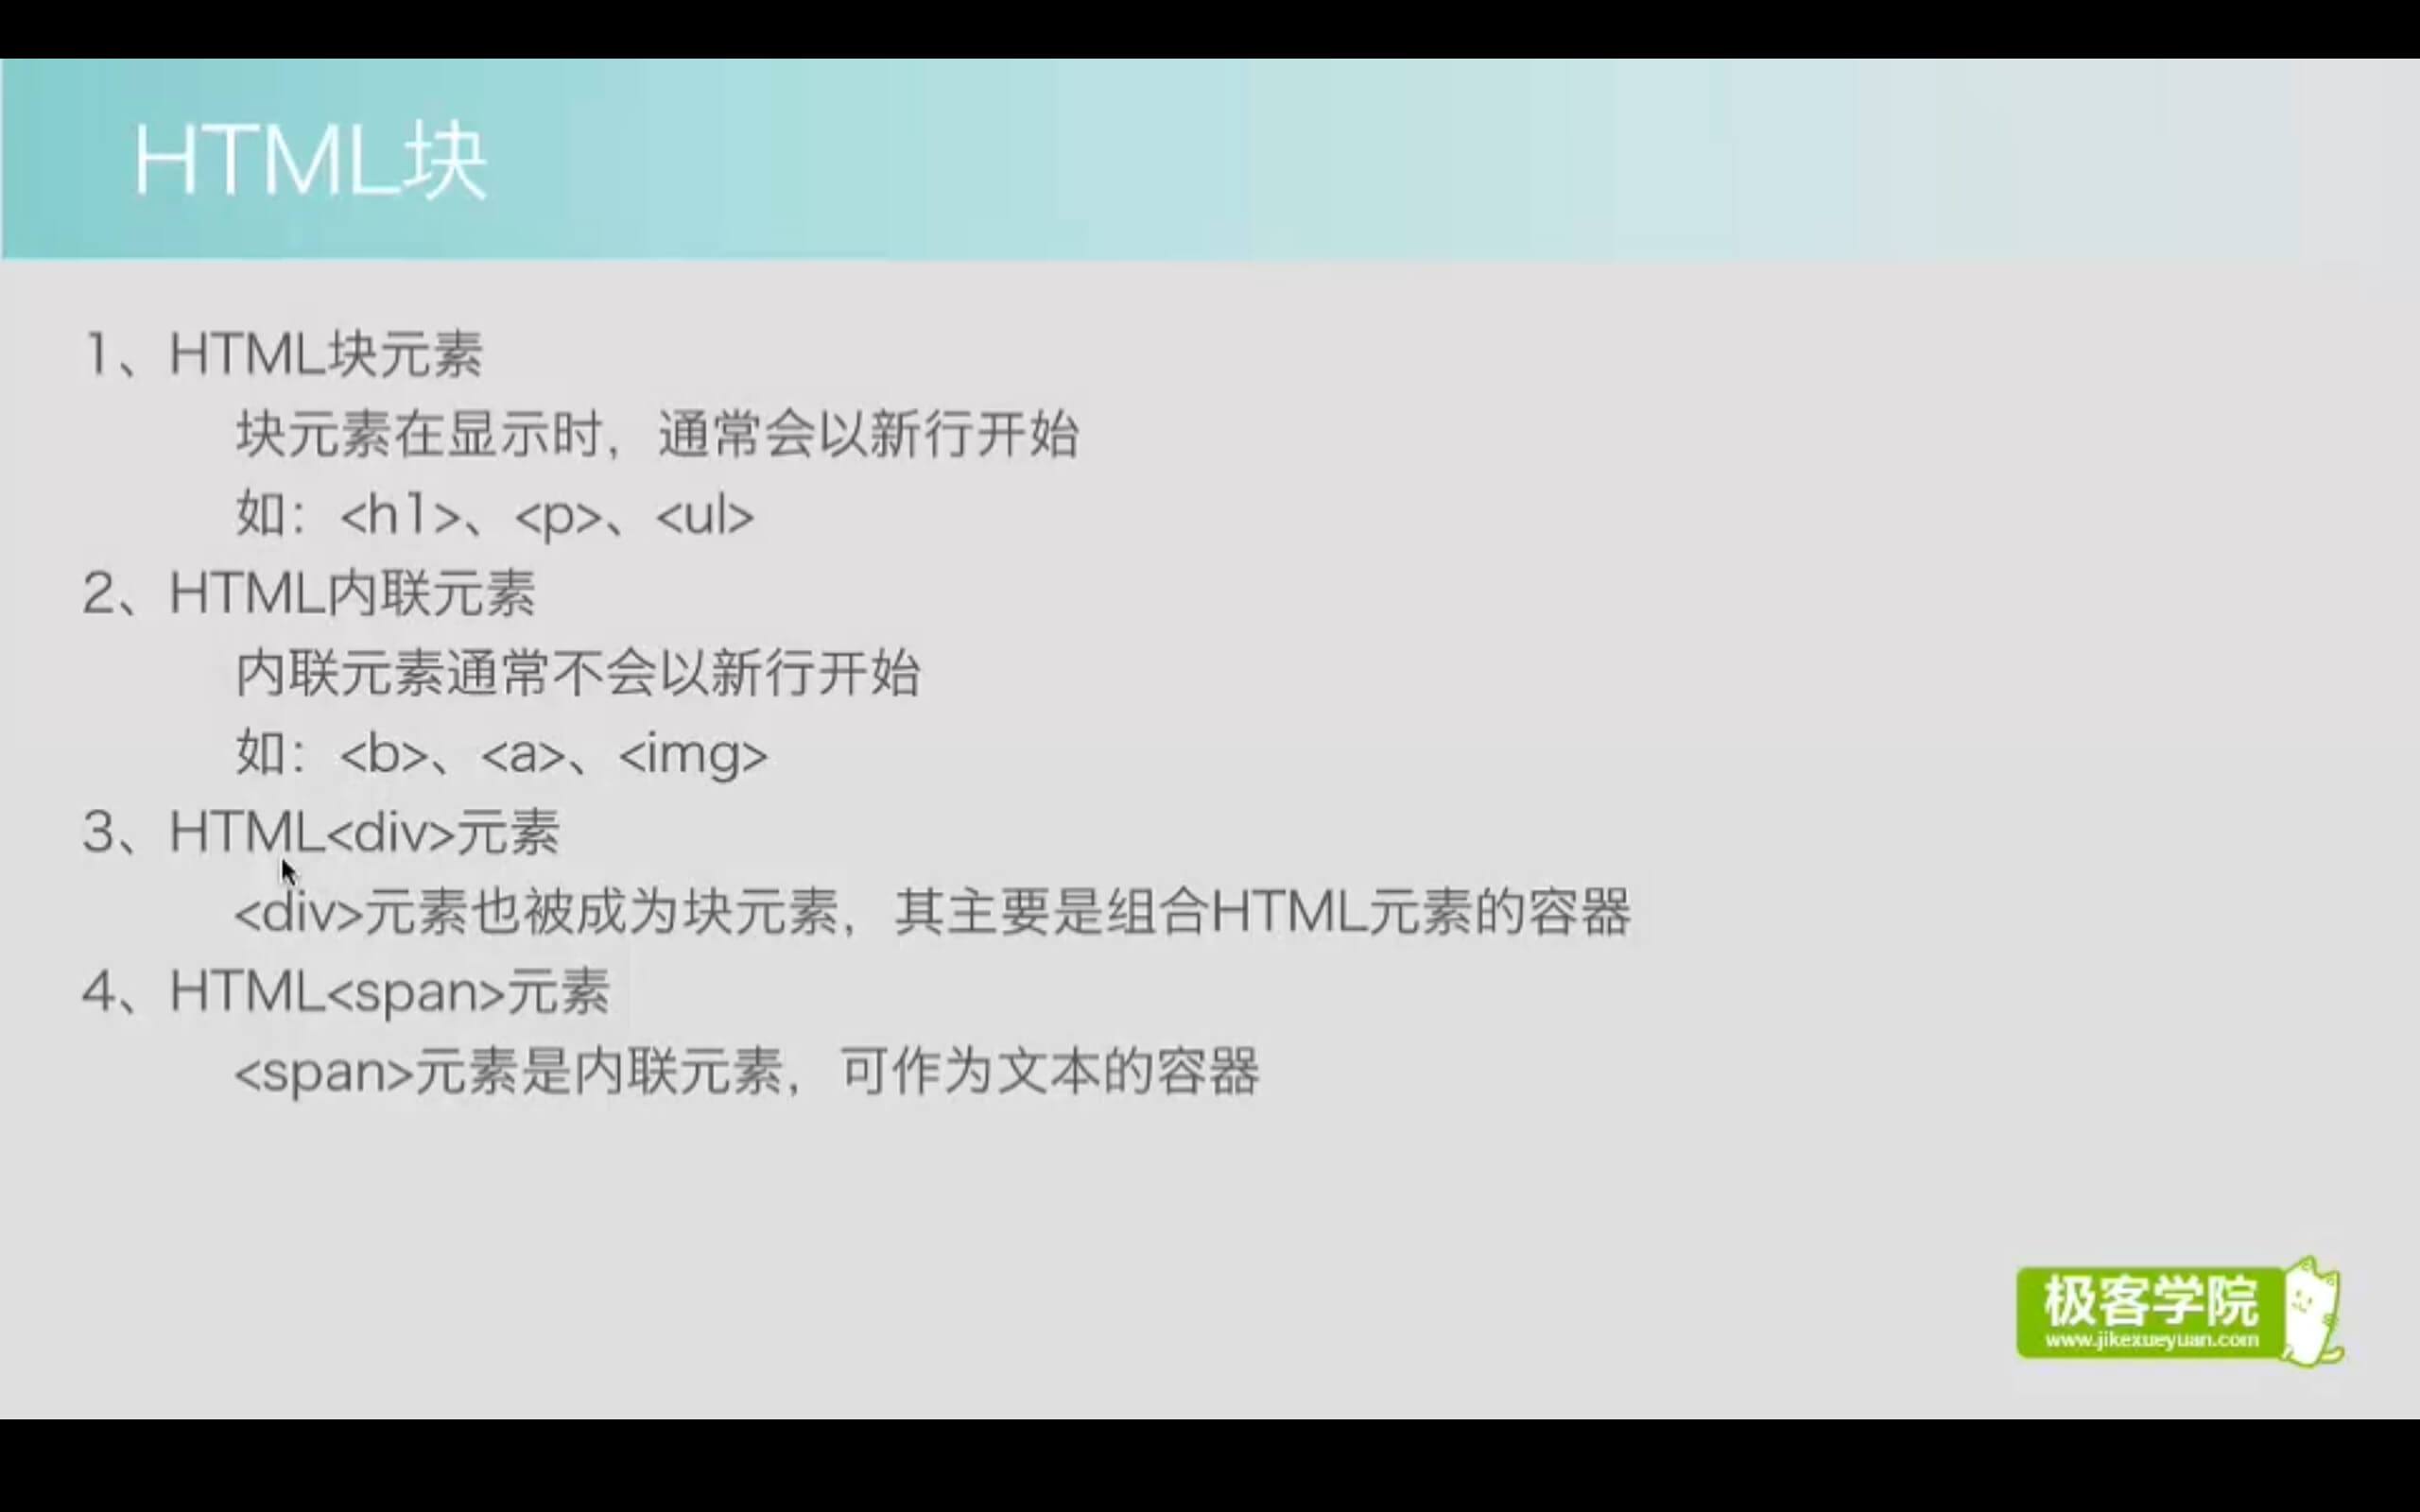 HTML块
1、HTML块元素
块元素在显示时，通常会以新行开始
如：<h1>、<p>、<ul>
2、HTML内联元素
内联元素通常不会以新行开始
如：<b>、<a>、<img>
3、HTML<div>元素
<div>元素也被成为块元素，其主要是组合HTML元素的容器
4、HTML<span>元素
<span>元素是内联元素，可作为文本的容器
极客学院
www.jikexueyuan.com